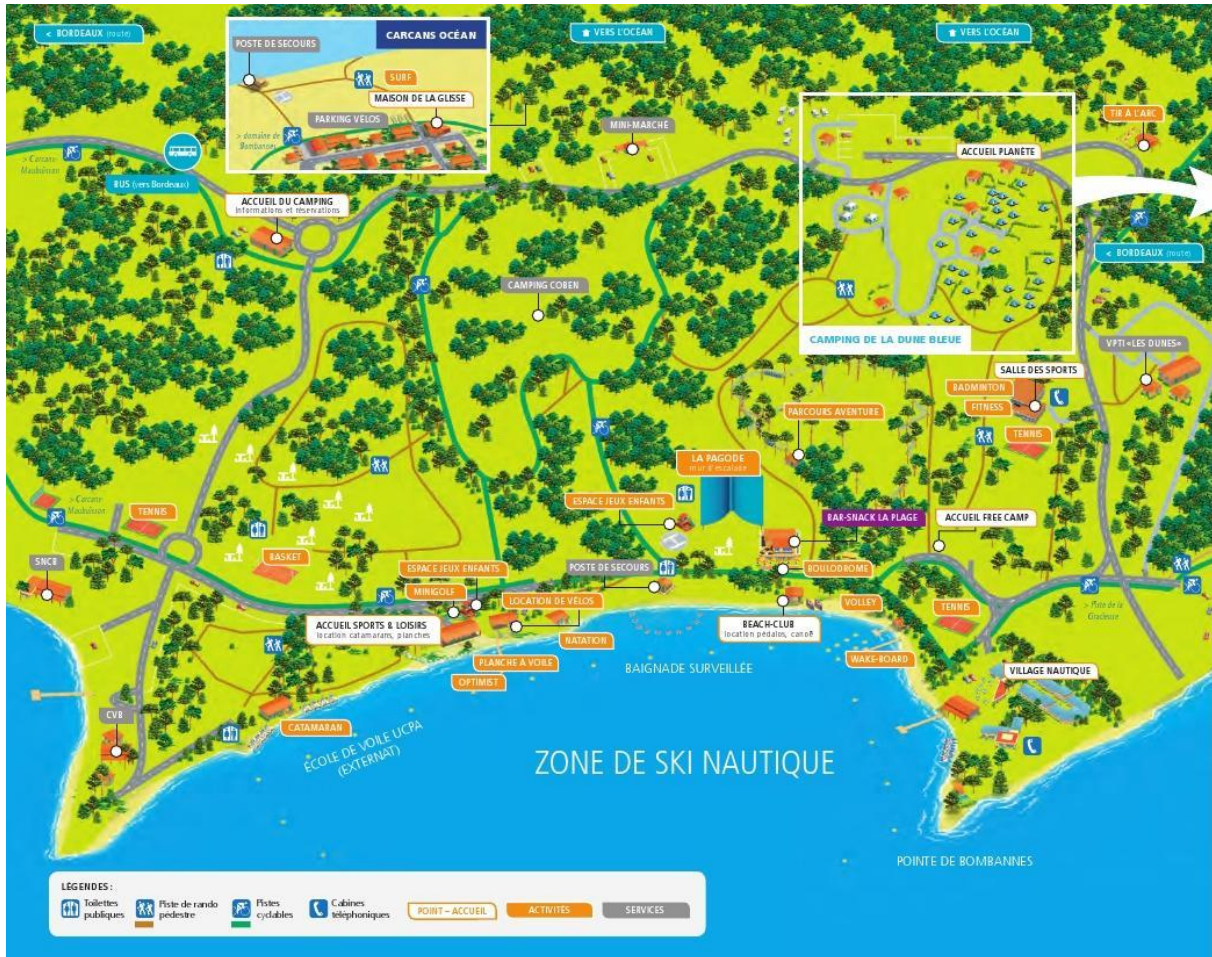 < BORDEAUX (route)
CARCANS OCÉAN
POSTE DE SECOURS
SURF
MAISON DE LA GLISSE
PARKING VÉLOS
> domaine de
Bombannes
VERS L'OCÉAN
VERS L'OCÉAN
MINI-MARCHÉ
TIR À L'ARC
ACCUEIL PLANÈTE
> Carcans-
Maubuisson
BUS (vers Bordeaux)
ACCUEIL DU CAMPING
informations et réservations
< BORDEAUX (route)
CAMPING COBEN
CAMPING DE LA DUNE BLEUE
VPTI «LES DUNES»
SALLE DES SPORTS
BADMINTON
FITNESS
TENNIS
PARCOURS AVENTURE
LA PAGODE
mur d'escalade
ESPACE JEUX ENFANTS
BAR-SNACK LA PLAGE
ACCUEIL FREE CAMP
> Carcans-
Maubuisson
TENNIS
SNCB
BASKET
ESPACE JEUX ENFANTS
POSTE DE SECOURS
BOULODROME
MINIGOLF
LOCATION DE VÉLOS
VOLLEY
TENNIS
> Piste de la
Gracieuse
ACCUEIL SPORTS & LOISIRS
location catamarans, planches
BEACH-CLUB
location pédalos, canoë
NATATION
PLANCHE À VOILE
OPTIMIST
BAIGNADE SURVEILLÉE
WAKE-BOARD
VILLAGE NAUTIQUE
CVB
CATAMARAN
ÉCOLE DE VOILE UCPA
(EXTERNAT)
ZONE DE SKI NAUTIQUE
POINTE DE BOMBANNES
LÉGENDES :
Toilettes
publiques
Piste de rando
pédestre
Pistes
cyclables
Cabines
téléphoniques
POINT – ACCUEIL
ACTIVITÉS
SERVICES